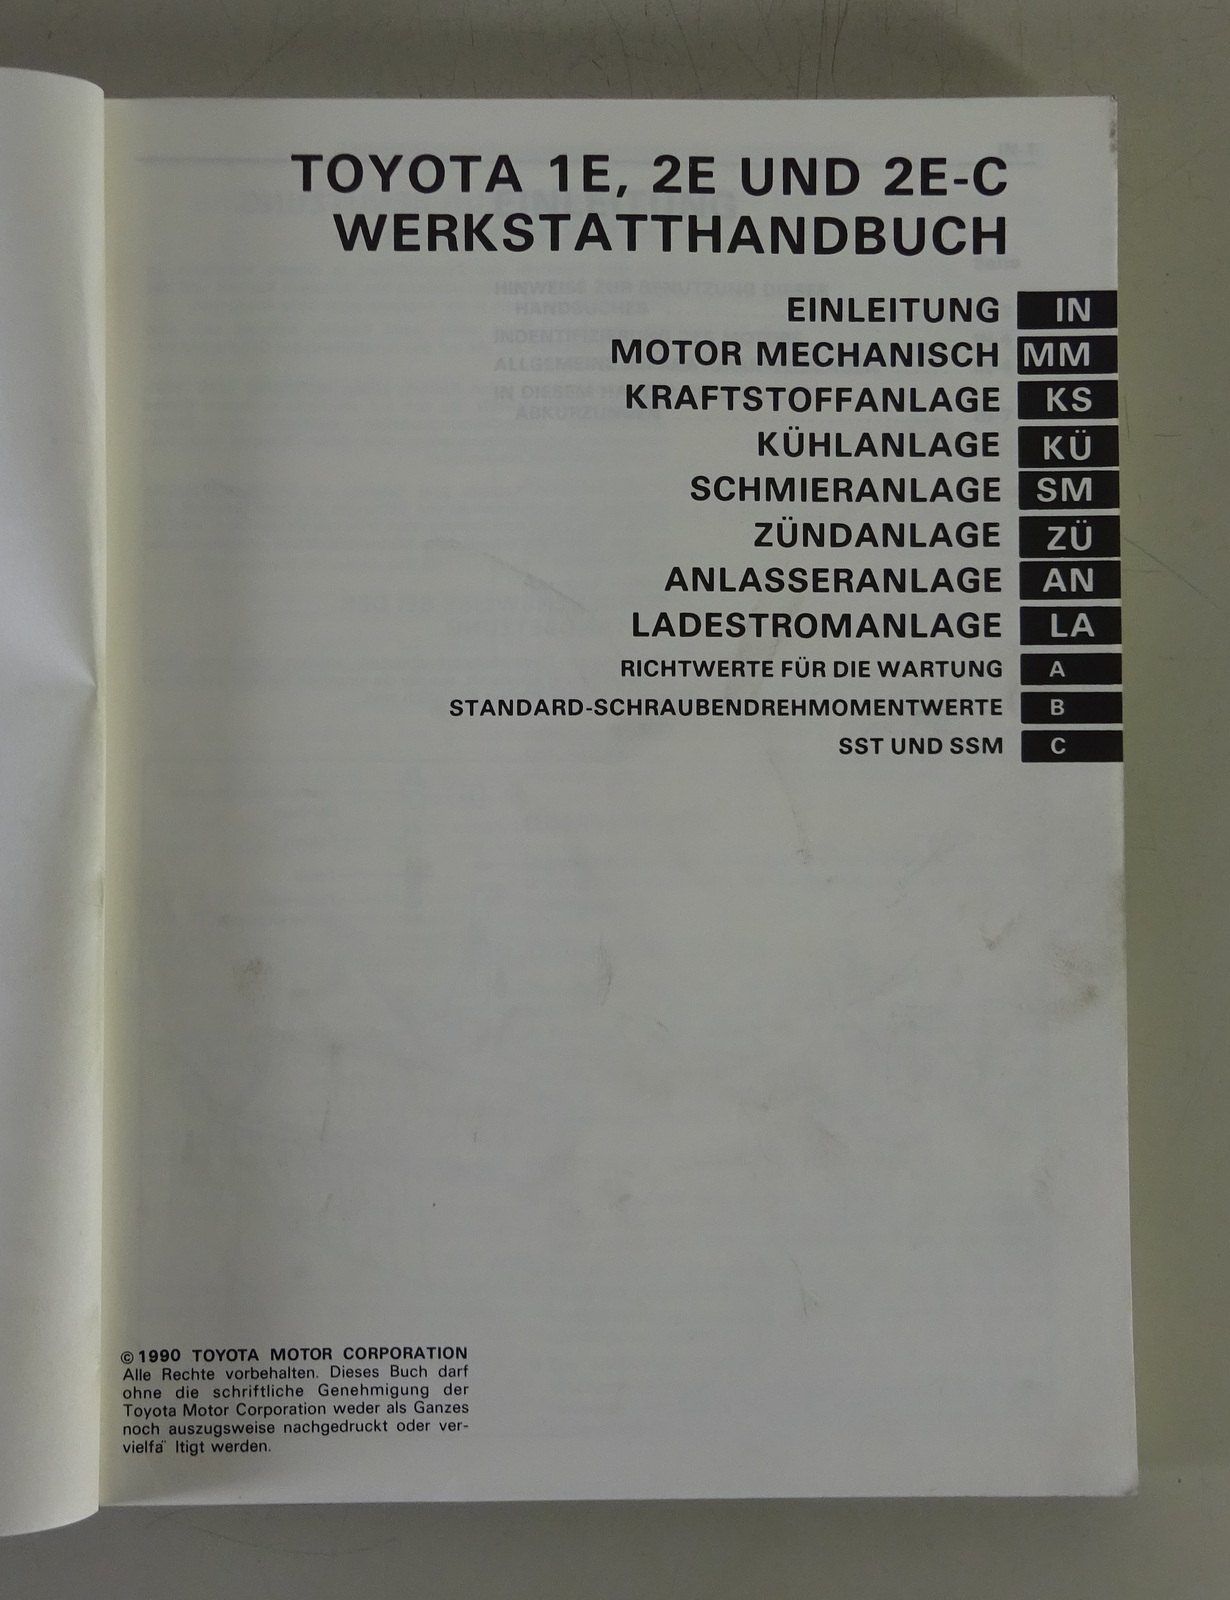 TOYOTA 1E, 2E UND 2E-C
WERKSTATTHANDBUCH
EINLEITUNG IN
MOTOR MECHANISCH MM
KRAFTSTOFFANLAGE KS
KÜHLANLAGE KÜ
SCHMIERANLAGE SM
ZÜNDANLAGE ZÜ
ANLASSERANLAGE AN
LADESTROMANLAGE LA
RICHTWERTE FÜR DIE WARTUNG A
STANDARD-SCHRAUBENDREHMOMENTWERTE B
SST UND SSM C
© 1990 TOYOTA MOTOR CORPORATION
Alle Rechte vorbehalten. Dieses Buch darf
ohne die schriftliche Genehmigung der
Toyota Motor Corporation weder als Ganzes
noch auszugsweise nachgedruckt oder ver-
vielfa¨ ltigt werden.